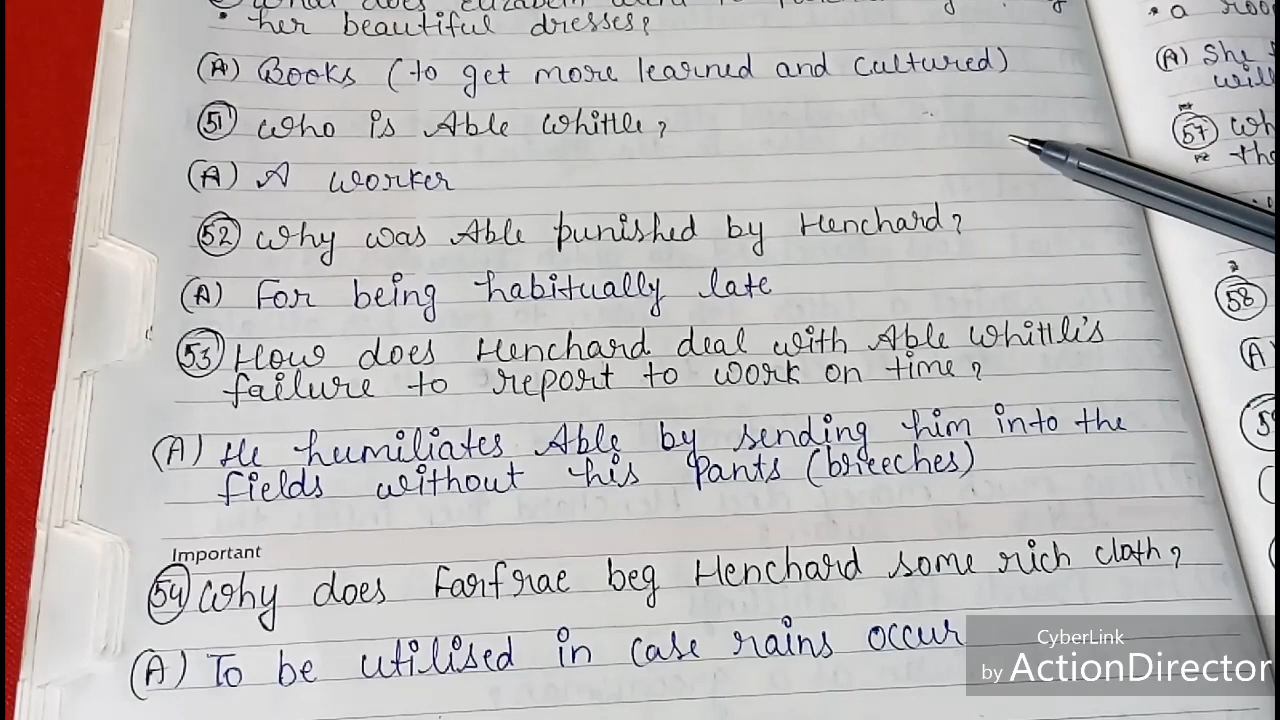 does
her beautiful dresses?
(A) Books (to get more learned and cultured)
51 Who is Able Whittle?
(A) A worker
52 Why was Able punished by Henchard?
(A) For being habitually late
53 How does Henchard deal with Able Whittle's
failure to report to work on time?
(A) He humiliates Able by sending him into the
fields without his pants (breeches)
Important
54 Why does Farfrae beg Henchard some rich cloth?
(A) To be utilised in case rains occur
a
(A) She
will
57
58
(A)
CyberLink
by ActionDirector